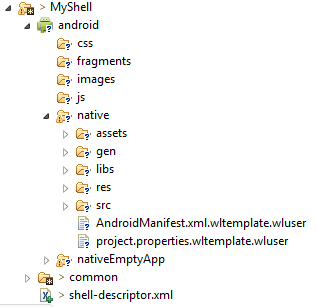 > MyShell
android
css
fragments
images
js
native
assets
gen
libs
res
src
AndroidManifest.xml.wltemplate.wluser
project.properties.wltemplate.wluser
nativeEmptyApp
> common
> shell-descriptor.xml